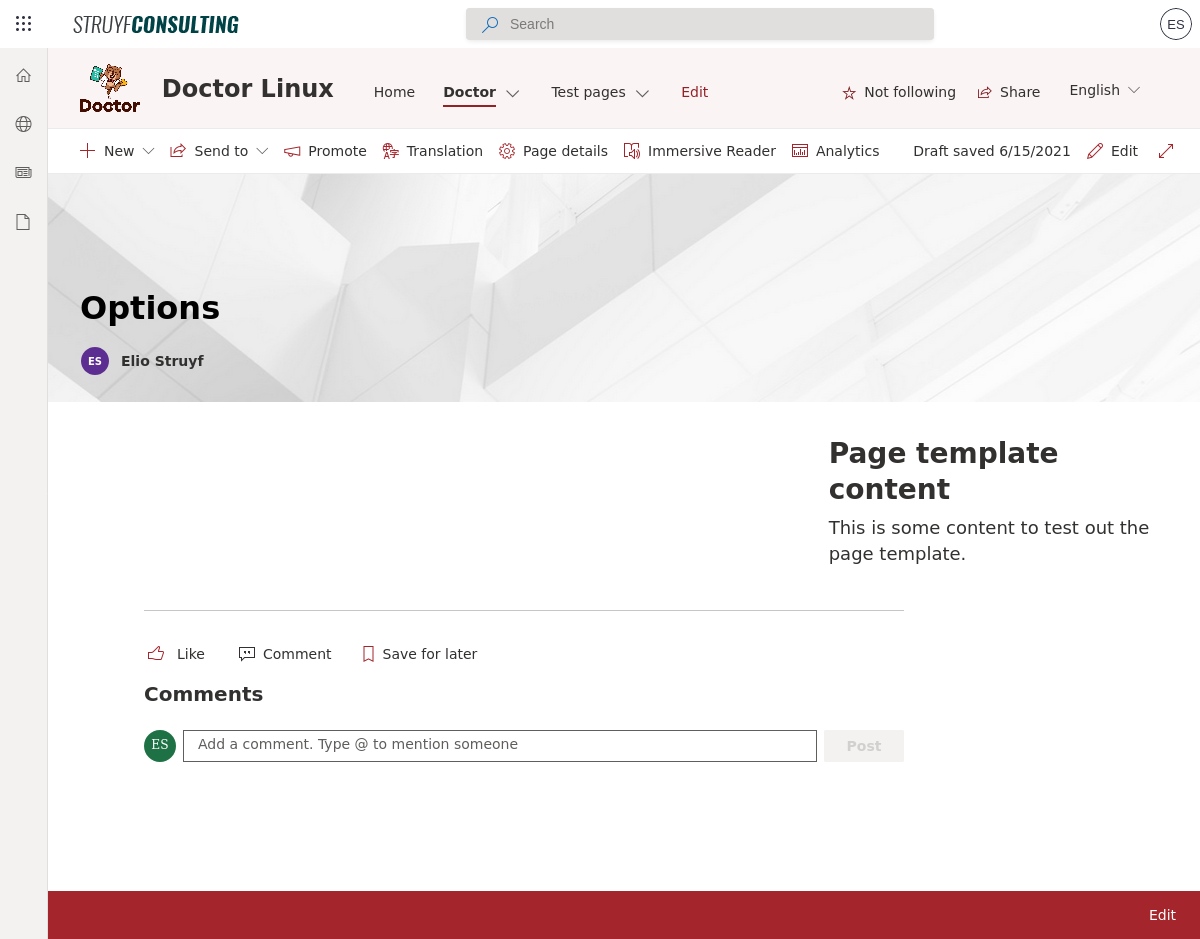 STRUYFCONSULTING
Search
ES
Doctor
Doctor Linux
Home
Doctor
Test pages
Edit
Not following
Share
English
New
Send to
Promote
Translation
Page details
Immersive Reader
Analytics
Draft saved 6/15/2021
Edit
Options
ES
Elio Struyf
Page template
content
This is some content to test out the
page template.
Like
Comment
Save for later
Comments
ES
Add a comment. Type @ to mention someone
Post
Edit